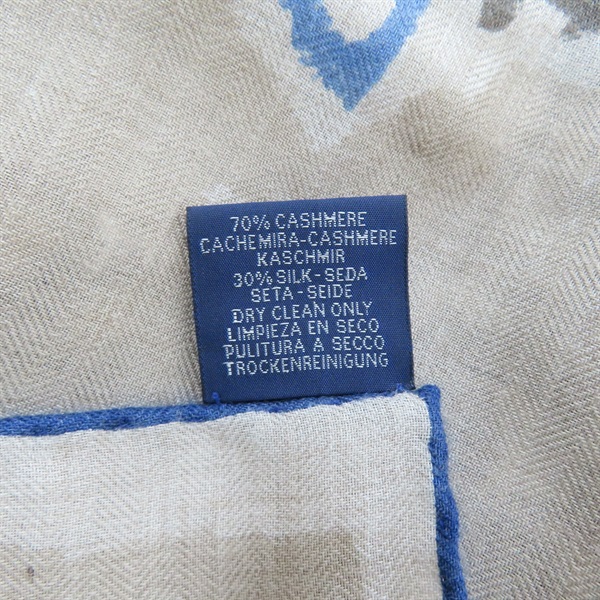 70% CASHMERE
CACHEMIRA-CASHMERE
KASCHMIR
30% SILK-SEDA
SETA-SEIDE
DRY CLEAN ONLY
LIMPIEZA EN SECO
PULITURA A SECCO
TROCKENREINIGUNG